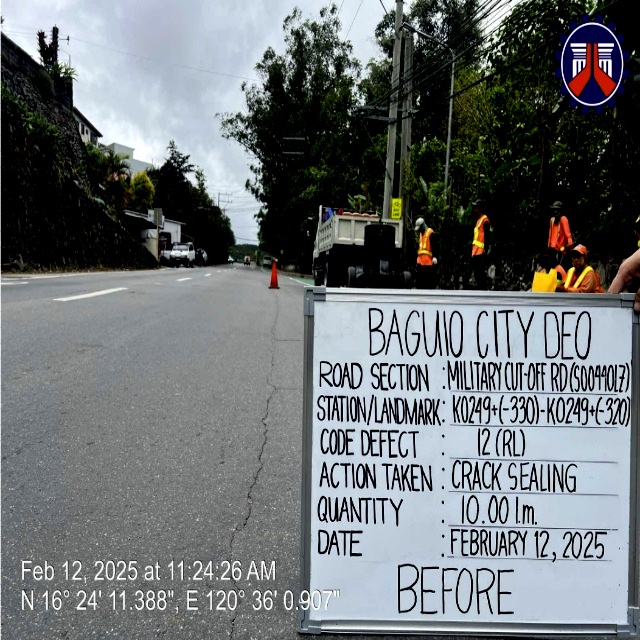 BAGUIO CITY DEO
ROAD SECTION : MILITARY CUT-OFF RD (S00440LZ)
STATION/LANDMARK : K0249+(-330)-K0249+(-320)
CODE DEFECT : 12 (RL)
ACTION TAKEN : CRACK SEALING
QUANTITY : 10.00 l.m.
DATE : FEBRUARY 12, 2025
BEFORE
Feb 12, 2025 at 11:24:26 AM
N 16° 24' 11.388", E 120° 36' 0.907"